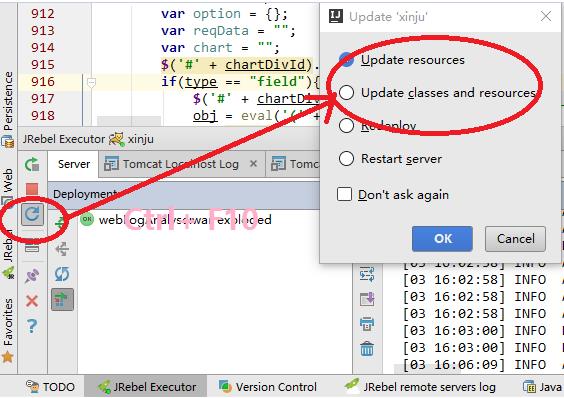 912 var option = {};
913 var reqData = "";
914 var chart = "";
915 $('#' + chartDivId).
916 if(type == "field"){
917 $('#' + chartDiv
918 obj = eval('('+
Update 'xinju'
Update resources
Update classes and resources
Redeploy
Restart server
Don't ask again
OK
Cancel
Persistence
Web
JRebel
Favorites
JRebel Executor xinju
Server
Tomcat Localhost Log
Tomc
Deployment
OK
exploded
Ctrl+ F10
[03 16:02:58] INFO
[03 16:02:58] INFO
[03 16:02:58] INFO
[03 16:03:00] INFO
[03 16:03:00] INFO
[03 16:06:09] INFO
TODO
JRebel Executor
Version Control
JRebel remote servers log
Java